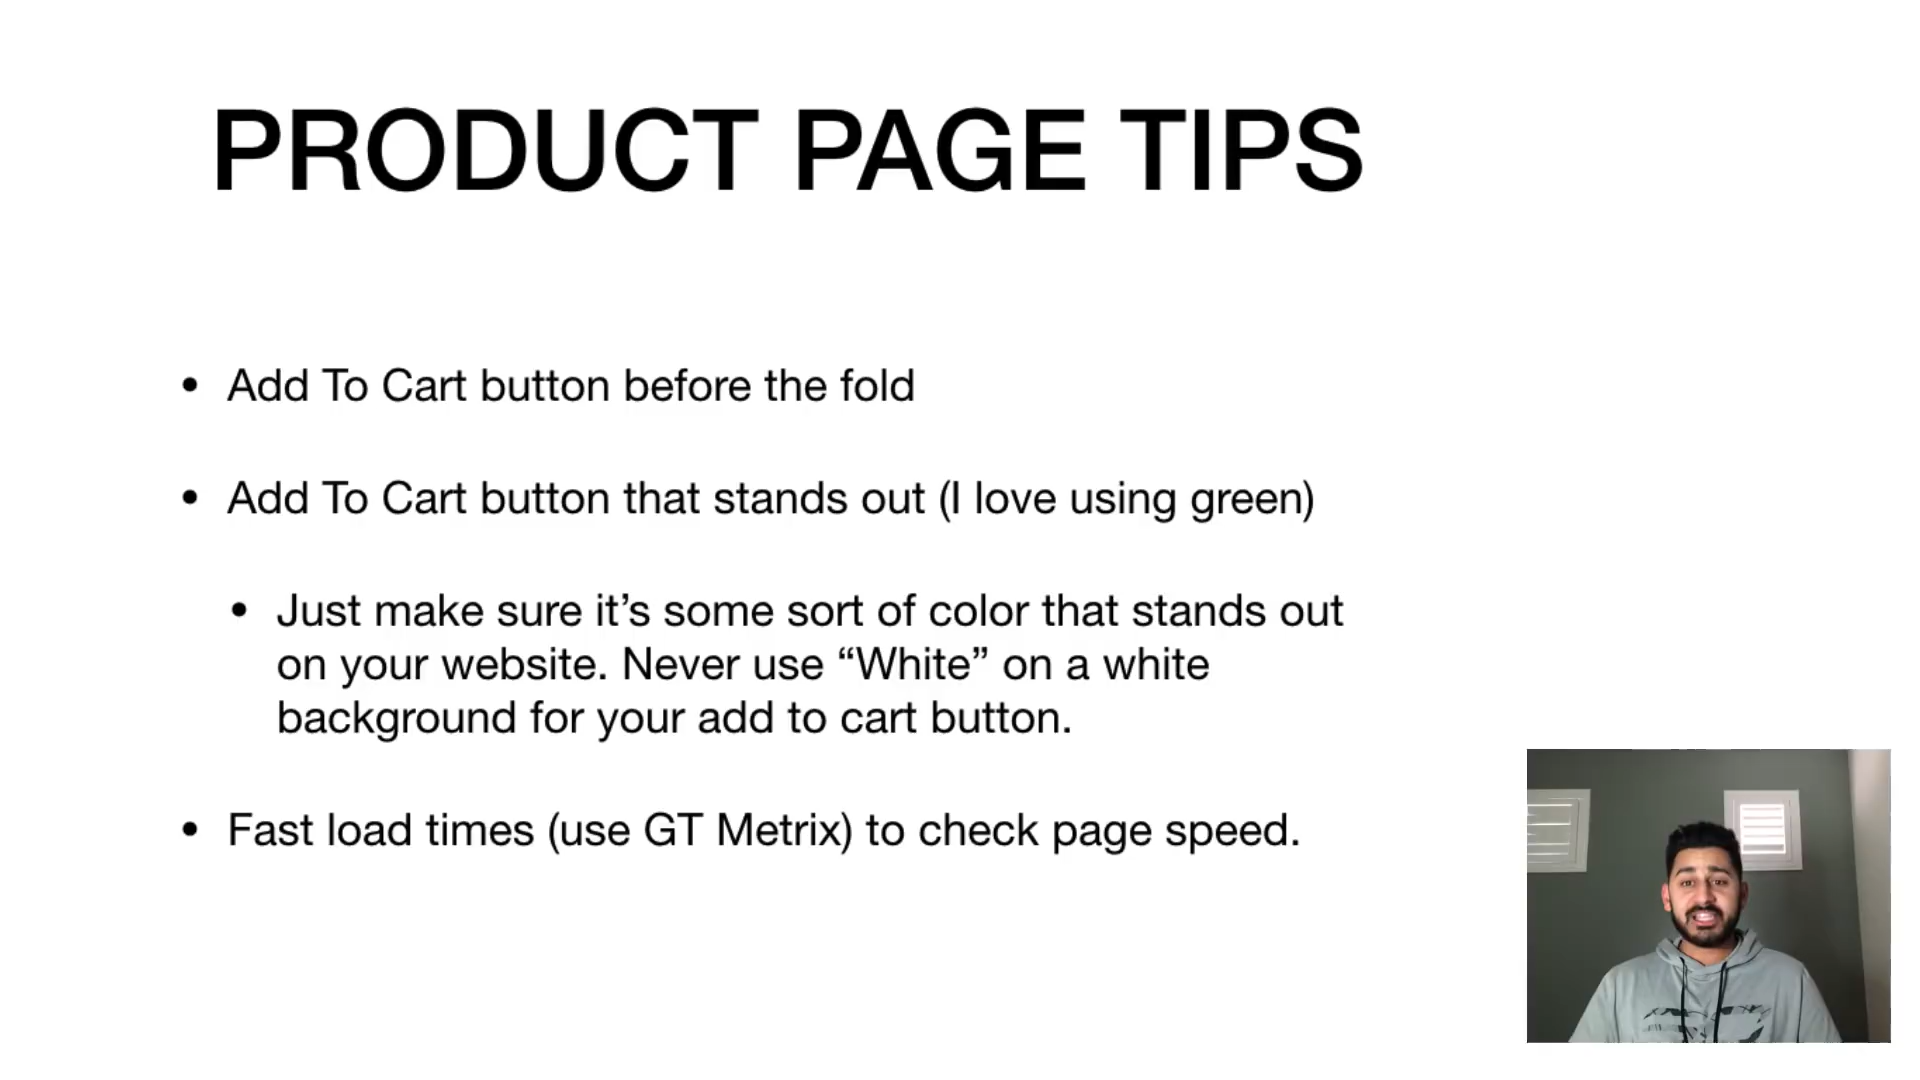 PRODUCT PAGE TIPS
• Add To Cart button before the fold
• Add To Cart button that stands out (I love using green)
• Just make sure it’s some sort of color that stands out
on your website. Never use “White” on a white
background for your add to cart button.
• Fast load times (use GT Metrix) to check page speed.